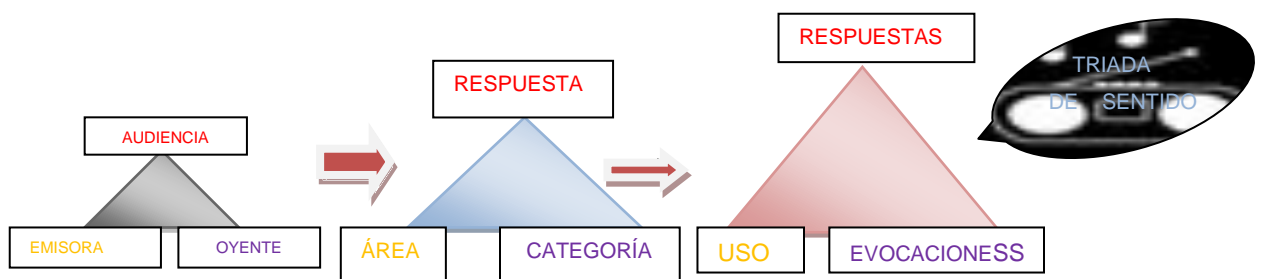 AUDIENCIA
EMISORA
OYENTE
RESPUESTA
ÁREA
CATEGORÍA
RESPUESTAS
USO
EVOCACIONESS
TRIADA
DE SENTIDO